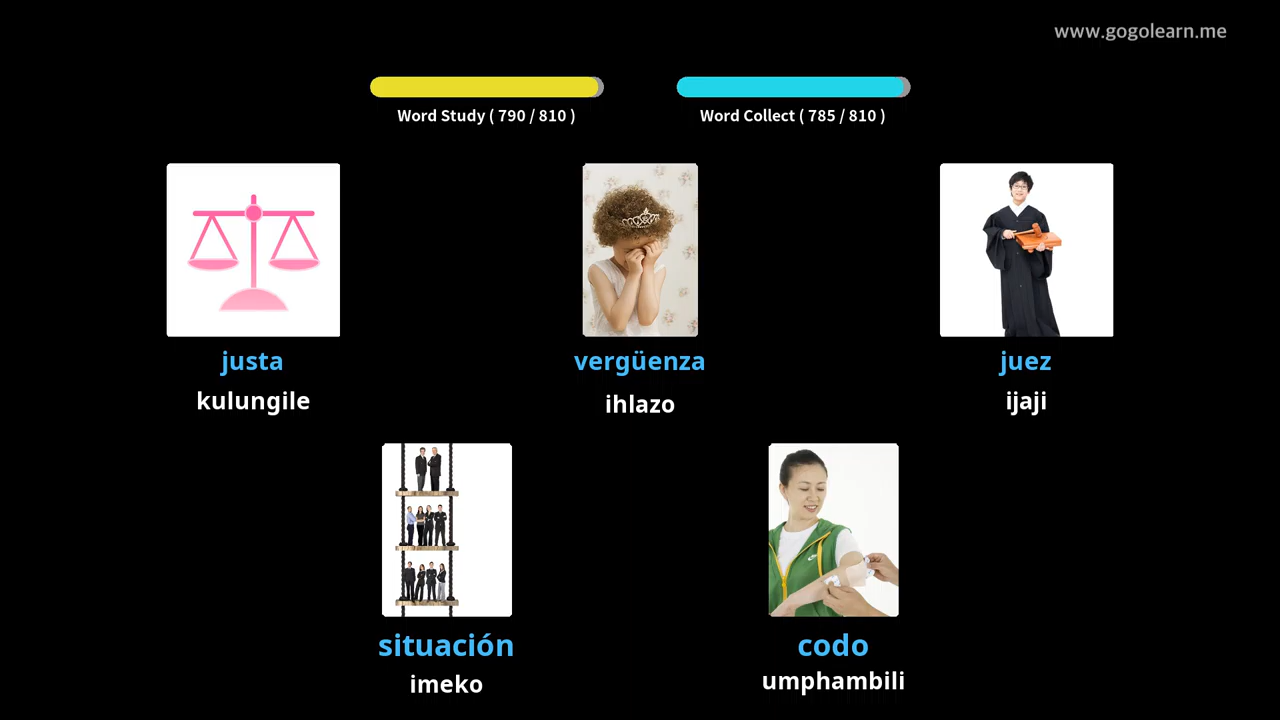 www.gogolearn.me
Word Study ( 790 / 810 )
Word Collect ( 785 / 810 )
justa
kulungile
vergüenza
ihlazo
juez
ijaji
situación
imeko
codo
umphambili